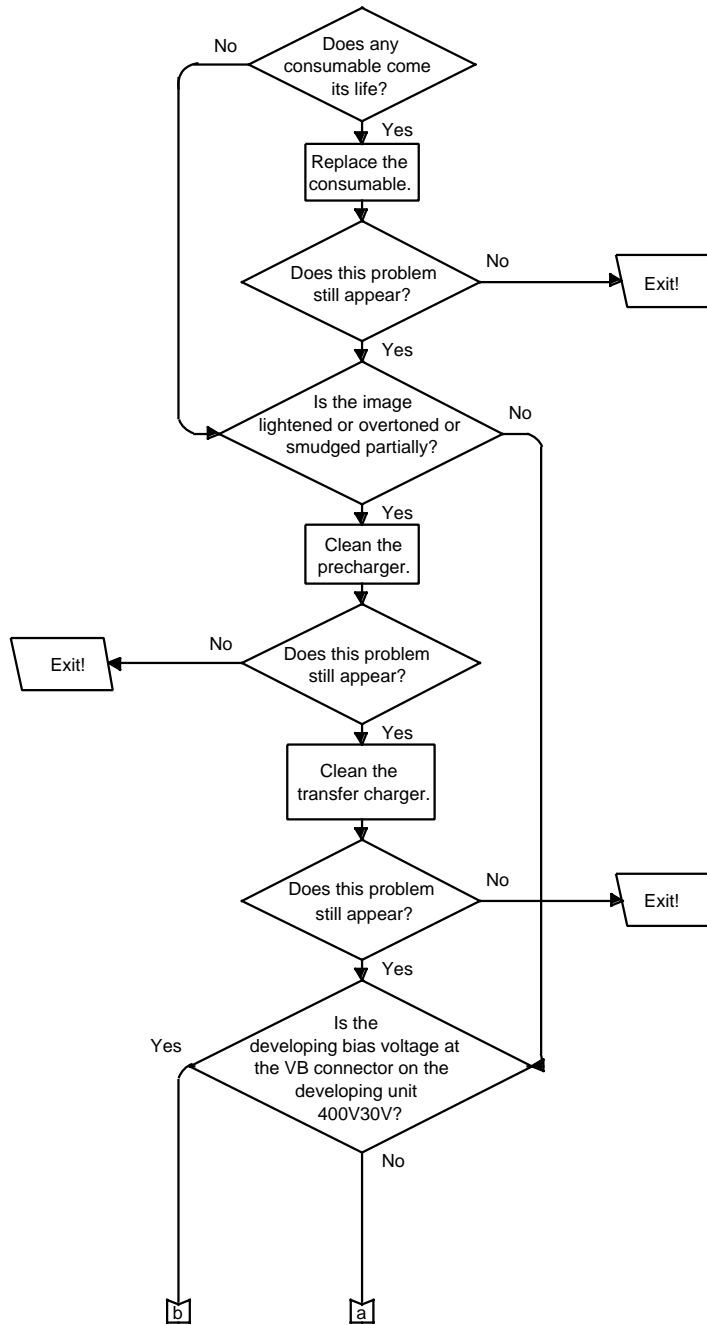 No
Does any
consumable come
its life?
Yes
Replace the
consumable.
Does this problem
still appear?
No
Exit!
Yes
Is the image
lightened or overtoned or
smudged partially?
No
Yes
Clean the
precharger.
No
Exit!
Does this problem
still appear?
Yes
Clean the
transfer charger.
Does this problem
still appear?
No
Exit!
Yes
Yes
Is the
developing bias voltage at
the VB connector on the
developing unit
400V30V?
No
b
a